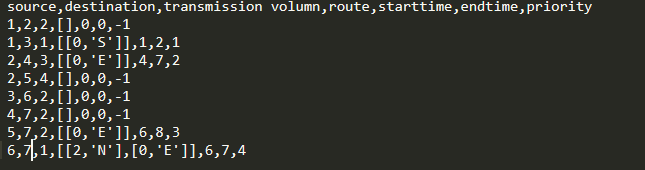 source,destination,transmission volumn,route,starttime,endtime,priority
1,2,2,[],0,0,-1
1,3,1,[[0,'S']],1,2,1
2,4,3,[[0,'E']],4,7,2
2,5,4,[],0,0,-1
3,6,2,[],0,0,-1
4,7,2,[],0,0,-1
5,7,2,[[0,'E']],6,8,3
6,7,1,[[2,'N'],[0,'E']],6,7,4